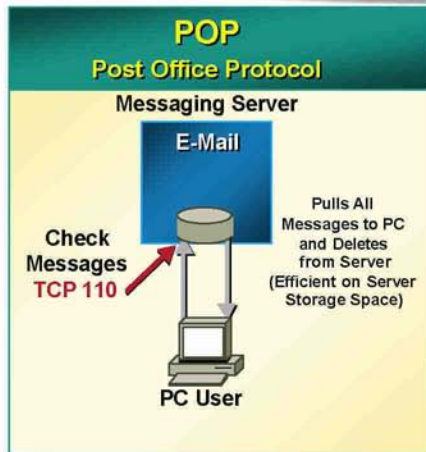 POP
Post Office Protocol
Messaging Server
E-Mail
Check
Messages
TCP 110
Pulls All
Messages to PC
and Deletes
from Server
(Efficient on Server
Storage Space)
PC User